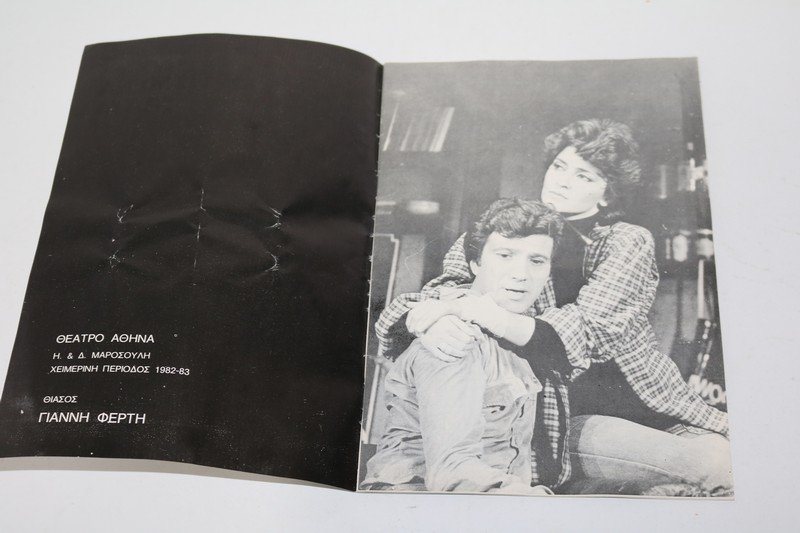 ΘΕΑΤΡΟ ΑΘΗΝΑ
Η. & Δ. ΜΑΡΟΣΟΥΛΗ
ΧΕΙΜΕΡΙΝΗ ΠΕΡΙΟΔΟΣ 1982-83
ΘΙΑΣΟΣ
ΓΙΑΝΝΗ ΦΕΡΤΗ